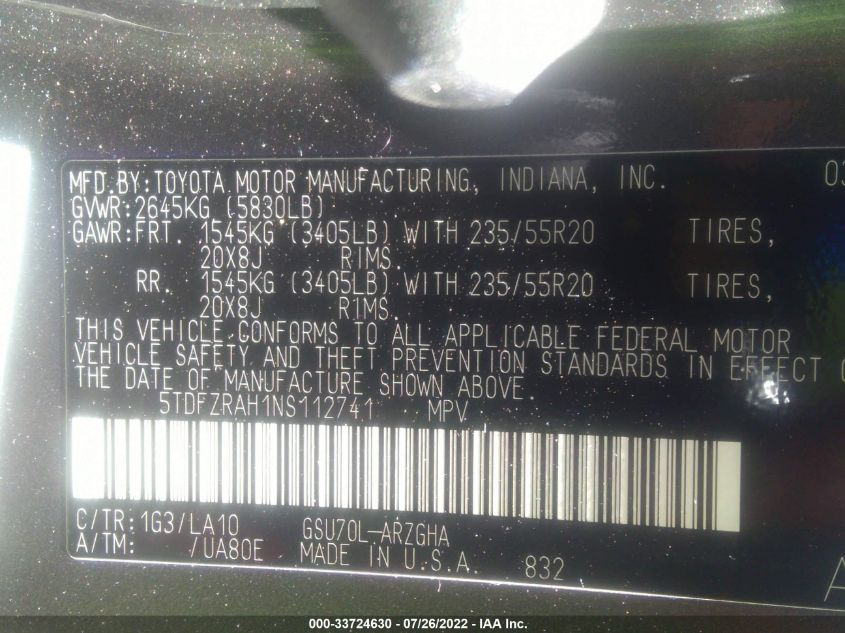 MFD.BY:TOYOTA MOTOR MANUFACTURING, INDIANA, INC. 03
GVWR:2645KG (5830LB)
GAWR:FRT. 1545KG (3405LB) WITH 235/55R20 TIRES,
20X8J RIMS.
RR. 1545KG (3405LB) WITH 235/55R20 TIRES,
20X8J RIMS.
THIS VEHICLE CONFORMS TO ALL APPLICABLE FEDERAL MOTOR
VEHICLE SAFETY AND THEFT PREVENTION STANDARDS IN EFFECT
THE DATE OF MANUFACTURE SHOWN ABOVE.
5TDFZRAH1NS112741 MPV
C/TR:1G3/LA10 GSU70L-ARZGHA
A/TM: /UA80E MADE IN U.S.A. 832
A
000-33724630 - 07/26/2022 - IAA Inc.